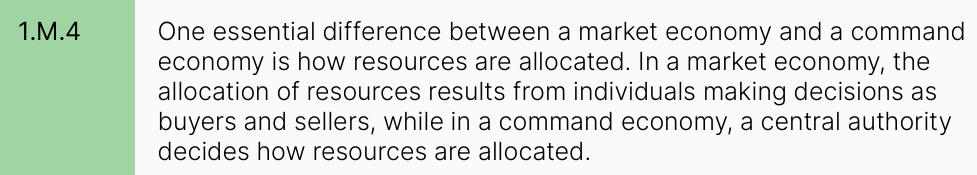 1.M.4
One essential difference between a market economy and a command
economy is how resources are allocated. In a market economy, the
allocation of resources results from individuals making decisions as
buyers and sellers, while in a command economy, a central authority
decides how resources are allocated.